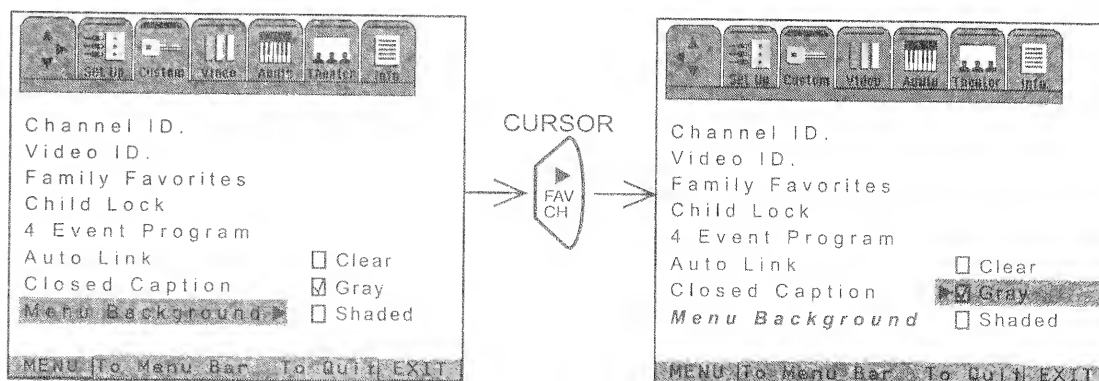 Set Up Custom Video Audio Theater Info
Channel ID.
Video ID.
Family Favorites
Child Lock
4 Event Program
Auto Link
Closed Caption
Menu Background
Clear
Gray
Shaded
MENU To Menu Bar To Quit EXIT
CURSOR
FAV
CH
Set Up Custom Video Audio Theater Info
Channel ID.
Video ID.
Family Favorites
Child Lock
4 Event Program
Auto Link
Closed Caption
Menu Background
Clear
Gray
Shaded
MENU To Menu Bar To Quit EXIT